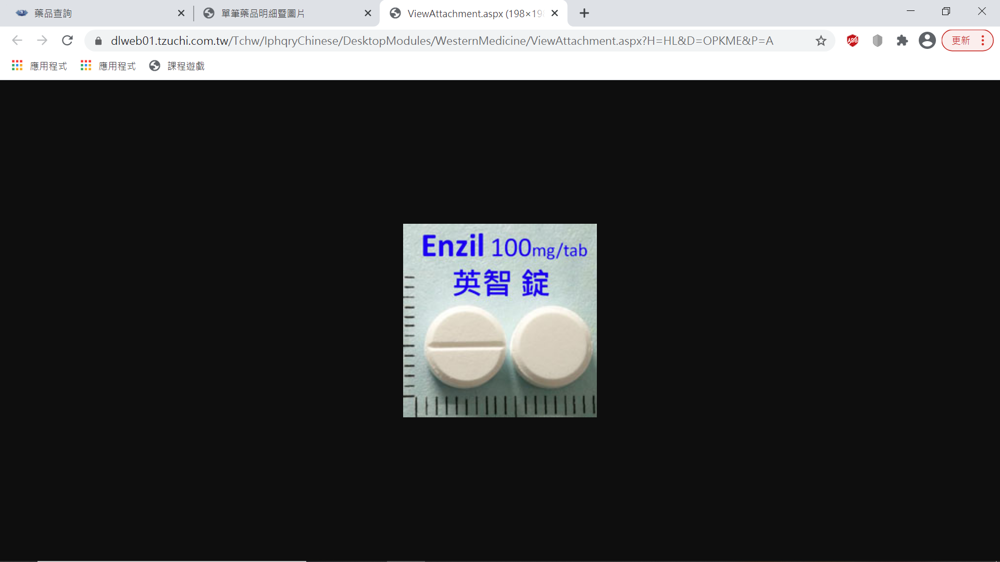 藥品查詢
單筆藥品明細暨圖片
ViewAttachment.aspx (198×198
dlweb01.tzuchi.com.tw/Tchw/IphqryChinese/DesktopModules/WesternMedicine/ViewAttachment.aspx?H=HL&D=OPKME&P=A
更新
應用程式
應用程式
課程遊戲
Enzil 100mg/tab
英智 錠